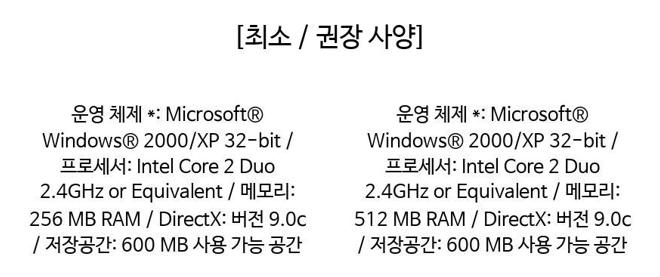 [최소 / 권장 사양]
운영 체제 *: Microsoft®
Windows® 2000/XP 32-bit /
프로세서: Intel Core 2 Duo
2.4GHz or Equivalent / 메모리:
256 MB RAM / DirectX: 버전 9.0c
/ 저장공간: 600 MB 사용 가능 공간
운영 체제 *: Microsoft®
Windows® 2000/XP 32-bit /
프로세서: Intel Core 2 Duo
2.4GHz or Equivalent / 메모리:
512 MB RAM / DirectX: 버전 9.0c
/ 저장공간: 600 MB 사용 가능 공간